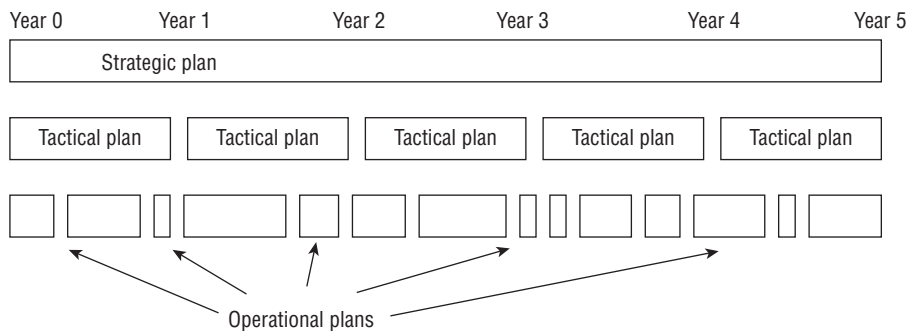 Year 0 Year 1 Year 2 Year 3 Year 4 Year 5
Strategic plan
Tactical plan Tactical plan Tactical plan Tactical plan Tactical plan
Operational plans